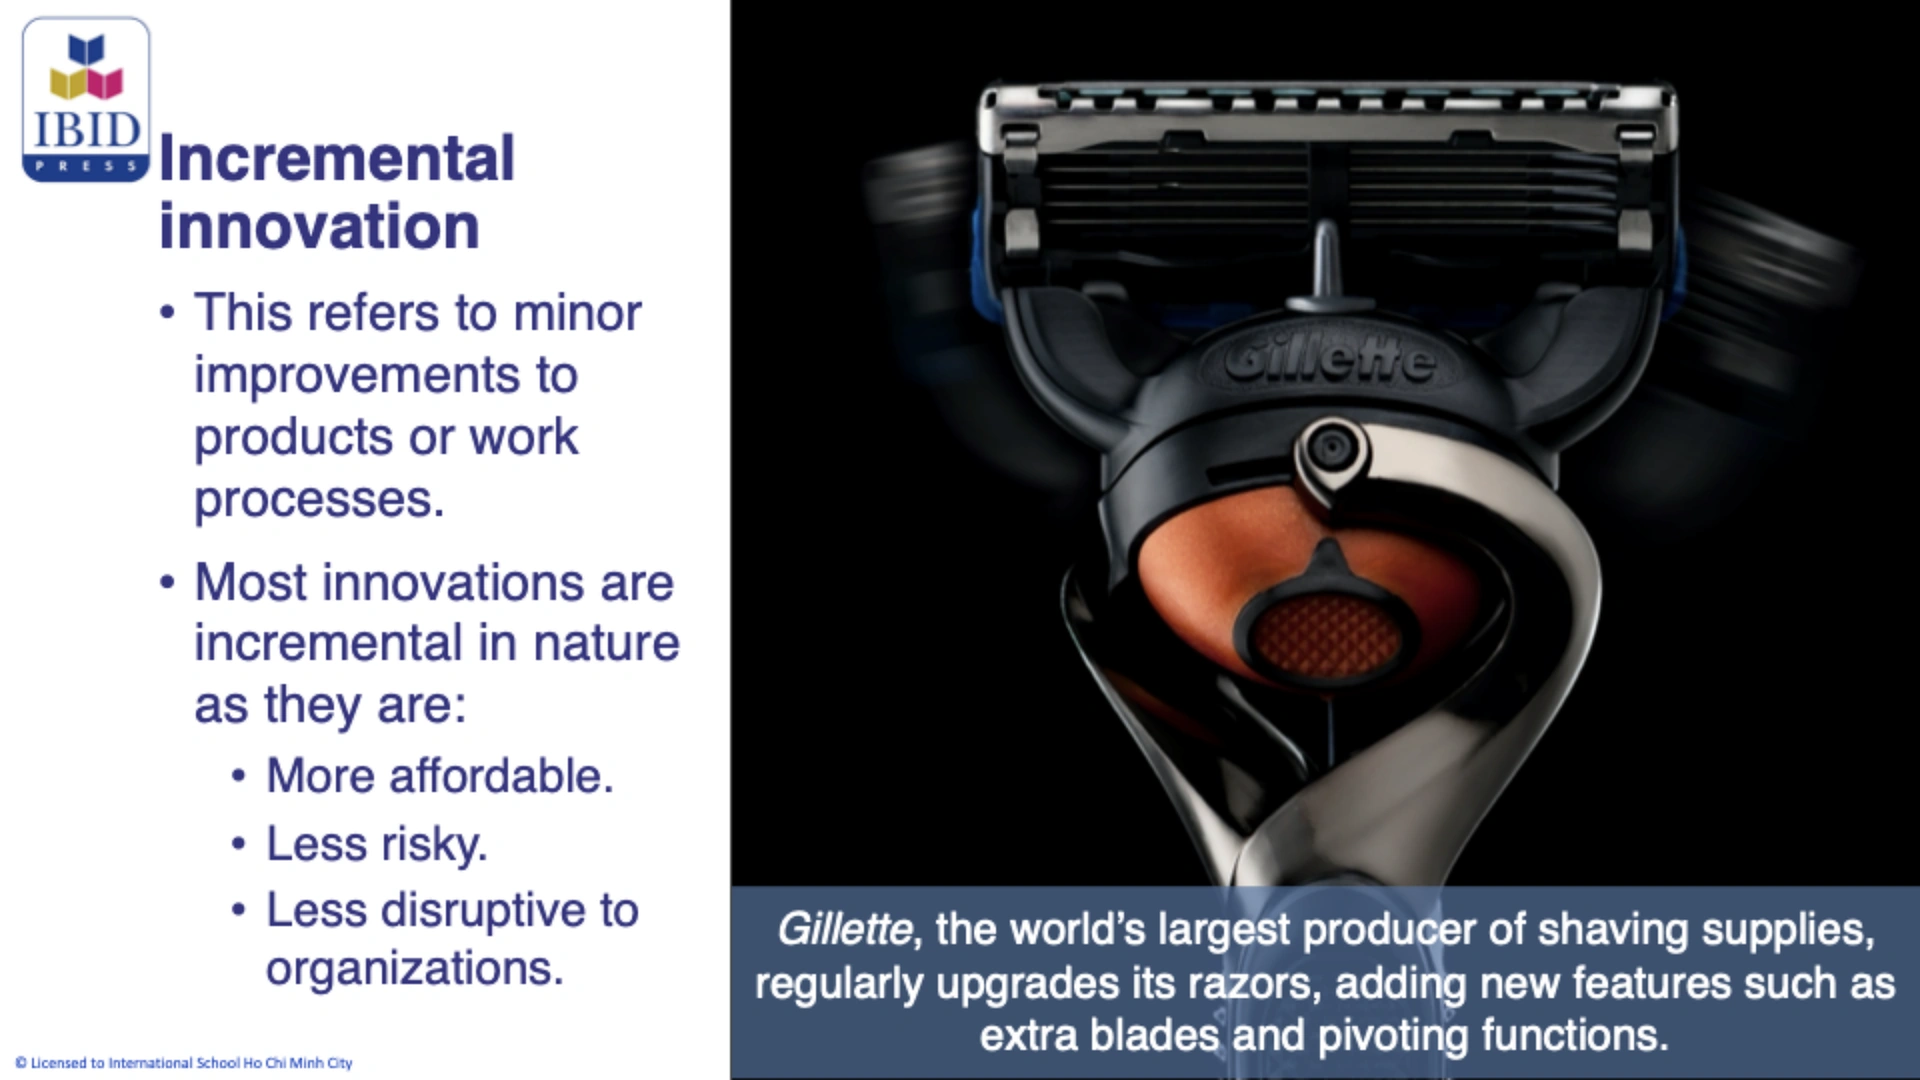 IBID
PRESS
Incremental
innovation
• This refers to minor
improvements to
products or work
processes.
• Most innovations are
incremental in nature
as they are:
• More affordable.
• Less risky.
• Less disruptive to
organizations.
© Licensed to International School Ho Chi Minh City
Gillette
Gillette, the world’s largest producer of shaving supplies,
regularly upgrades its razors, adding new features such as
extra blades and pivoting functions.